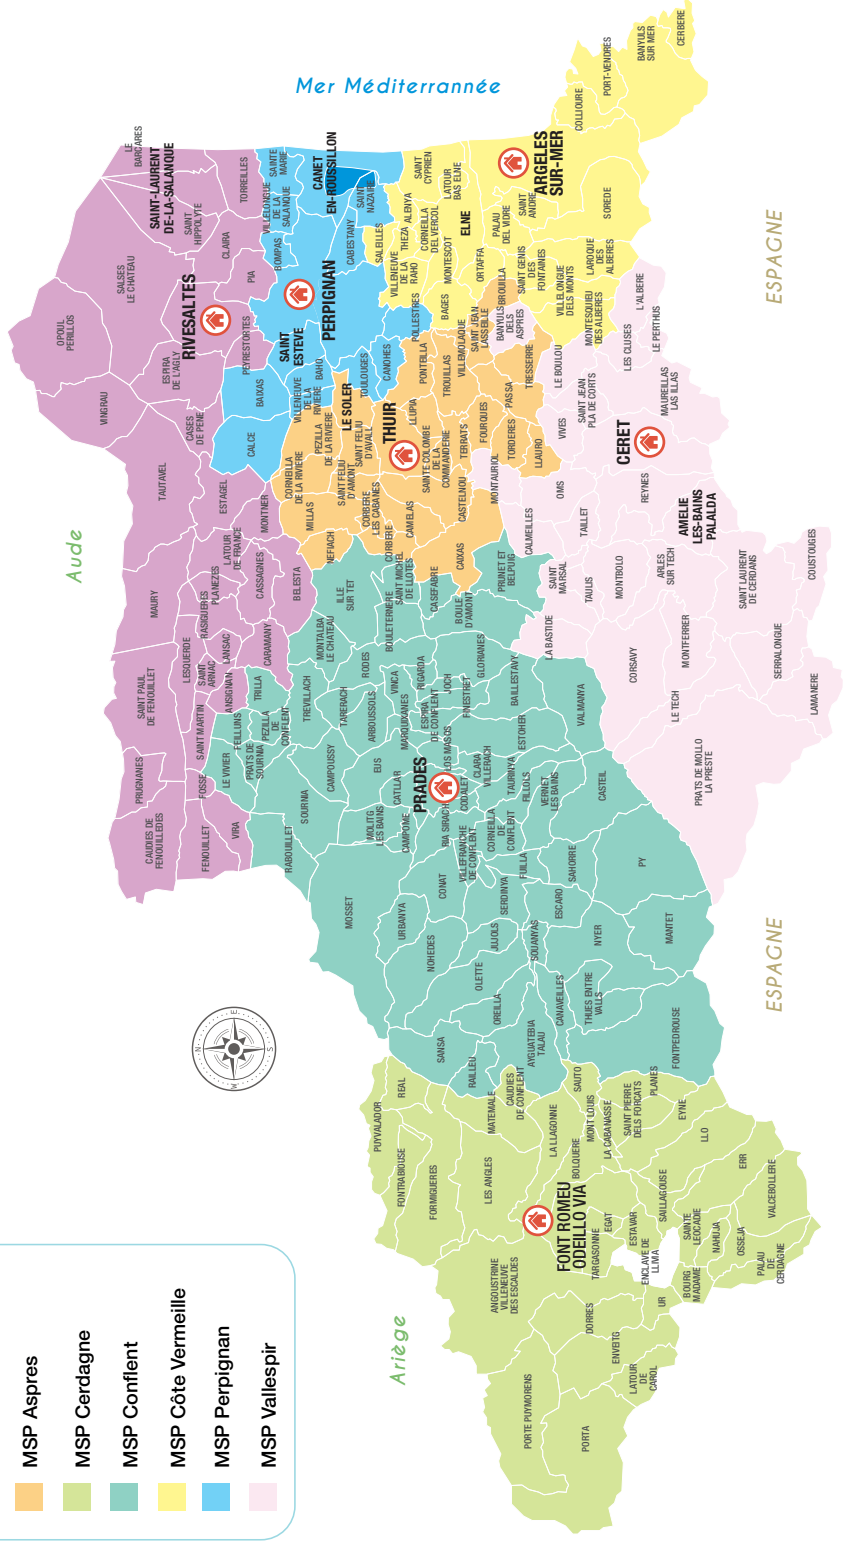 MSP Aspres
MSP Cerdagne
MSP Conflent
MSP Côte Vermeille
MSP Perpignan
MSP Vallespir
Aude
Ariège
Mer Méditerrannée
ESPAGNE
ESPAGNE
N
E
S
W
OPOUL
PERILLOS
VINGRAU
SALSES
LE CHATEAU
LE
BARCARES
SAINT-LAURENT
DE-LA-SALANQUE
SAINT
HIPPOLYTE
TORREILLES
CLAIRA
PIA
RIVESALTES
ESPIRA
DE L'AGLY
PEYRESTORTES
CASES
DE PENE
TAUTAVEL
ESTAGEL
MONTNER
LATOUR
DE FRANCE
CASSAGNES
BELESTA
PLANEZES
RASIGUERES
MAURY
LESQUERDE
SAINT
ARNAC
LANSAC
CARAMANY
ANSIGNAN
SAINT PAUL
DE FENOUILLET
SAINT MARTIN
FOSSE
PRUGNANES
CAUDIES DE
FENOUILLEDES
FENOUILLET
VIRA
SAINTE
MARIE
VILLELONGUE
DE LA
SALANQUE
BOMPAS
CANET
EN-ROUSSILLON
SAINT
NAZAIRE
CABESTANY
PERPIGNAN
SAINT
ESTEVE
BAHO
VILLENEUVE
DE LA
RIVIERE
BAIXAS
CALCE
TOULOUGES
CANOHES
POLLESTRES
SALEILLES
VILLENEUVE
DE LA
RAHO
THEZA
ALENYA
SAINT
CYPRIEN
CORNEILLA
DEL VERCOL
MONTESCOT
LATOUR
BAS ELNE
ELNE
BAGES
ORTAFFA
PALAU
DEL VIDRE
SAINT
ANDRE
ARGELES
SUR-MER
SAINT GENIS
DES
FONTAINES
SOREDE
LAROQUE
DES
ALBERES
VILLELONGUE
DELS MONTS
MONTESQUIEU
DES ALBERES
COLLIOURE
PORT-VENDRES
BANYULS
SUR MER
CERBERE
LE SOLER
PEZILLA
DE LA RIVIERE
CORNEILLA
DE LA RIVIERE
SAINT FELIU
D'AVALL
SAINT FELIU
D'AMONT
MILLAS
NEFIACH
CORBERE
LES CABANES
CORBERE
THUIR
LLUPIA
PONTEILLA
TROUILLAS
VILLEMOLAQUE
SAINT JEAN
LASSEILLE
BANYULS
DELS
ASPRES
BROUILLA
TRESSERRE
PASSA
FOURQUES
TORDERES
LLAURO
TERRATS
SAINTE COLOMBE
DE LA
COMMANDERIE
CASTELNOU
CAMELAS
CAIXAS
MONTAURIOL
LE BOULOU
SAINT JEAN
PLA DE CORTS
VIVES
CERET
MAUREILLAS
LAS ILLAS
LES CLUSES
LE PERTHUS
L'ALBERE
OMS
CALMEILLES
TAILLET
REYNES
AMELIE
LES-BAINS
PALALDA
SAINT
MARSAL
TAULIS
MONTBOLO
ARLES
SUR TECH
LA BASTIDE
CORSAVY
MONTFERRER
LE TECH
SAINT LAURENT
DE CERDANS
COUSTOUGES
SERRALONGUE
LAMANERE
PRATS DE MOLLO
LA PRESTE
ILLE
SUR TET
MONTALBA
LE CHATEAU
BOULETERNERE
SAINT MICHEL
DE LLOTES
CASEFABRE
BOULE
D'AMONT
PRUNET ET
BELPUIG
RODES
VINCA
RIGARDA
JOCH
GLORIANES
FINESTRET
BAILLESTAVY
VALMANYA
ESTOHER
ESPIRA
DE CONFLENT
MARQUIXANES
ARBOUSSOLS
TARERACH
TREVILLACH
TRILLA
PEZILLA
DE
CONFLENT
FEILLUNS
PRATS DE
SOURNIA
LE VIVIER
RABOUILLET
SOURNIA
CAMPOUSSY
EUS
CATLLAR
MOLITG
LES BAINS
CAMPOME
PRADES
LOS MASOS
CODALET
CLARA
VILLERACH
TAURINYA
FILLOLS
VERNET
LES BAINS
CASTEIL
RIA SIRACH
VILLEFRANCHE
DE CONFLENT
CORNEILLA
DE
CONFLENT
FUILLA
SAHORRE
PY
CONAT
SERDINYA
ESCARO
MANTET
NYER
SOUANYAS
JUJOLS
MOSSET
URBANYA
NOHEDES
OLETTE
OREILLA
CANAVEILLES
THUES ENTRE
VALLS
FONTPEDROUSE
AYGUATEBIA
TALAU
SANSA
RAILLEU
REAL
PUYVALADOR
FONTRABIOUSE
FORMIGUERES
MATEMALE
CAUDIES
DE CONFLENT
LES ANGLES
LA LLAGONNE
SAUTO
MONT LOUIS
LA CABANASSE
BOLQUERE
SAINT PIERRE
DELS FORCATS
PLANES
EYNE
LLO
FONT ROMEU
ODEILLO VIA
EGAT
TARGASONNE
ESTAVAR
SAILLAGOUSE
ENCLAVE DE
LLIVIA
SAINTE
LEOCADIE
NAHUJA
ERR
VALCEBOLLERE
OSSEJA
PALAU
DE
CERDAGNE
BOURG
MADAME
UR
ANGOUSTRINE
VILLENEUVE
DES ESCALDES
DORRES
ENVEITG
LATOUR
DE
CAROL
PORTE PUYMORENS
PORTA